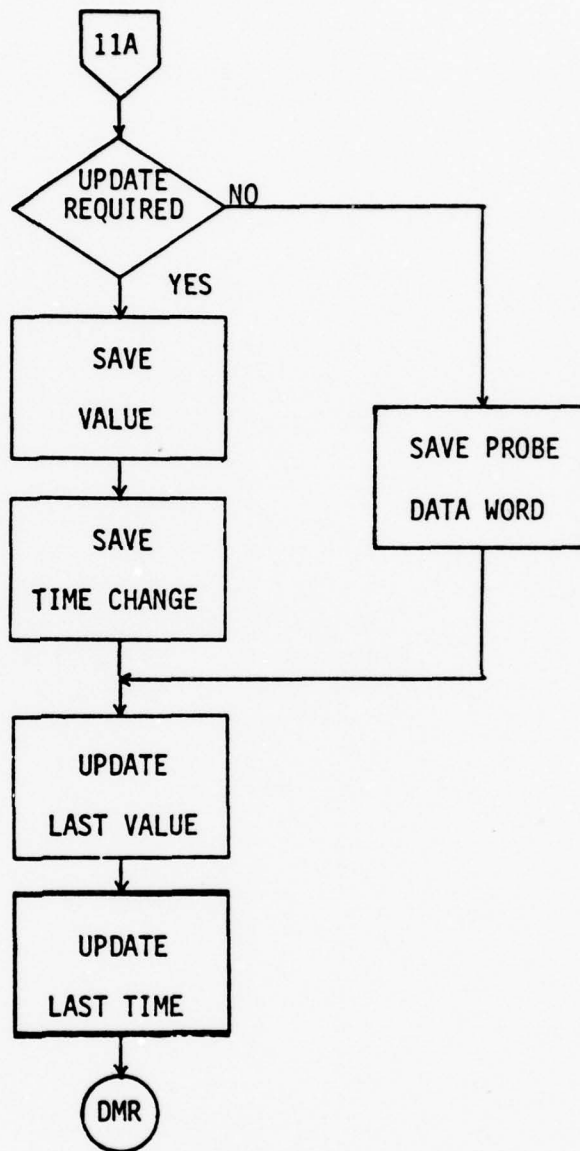 11A
UPDATE
REQUIRED
NO
YES
SAVE
VALUE
SAVE PROBE
DATA WORD
SAVE
TIME CHANGE
UPDATE
LAST VALUE
UPDATE
LAST TIME
DMR